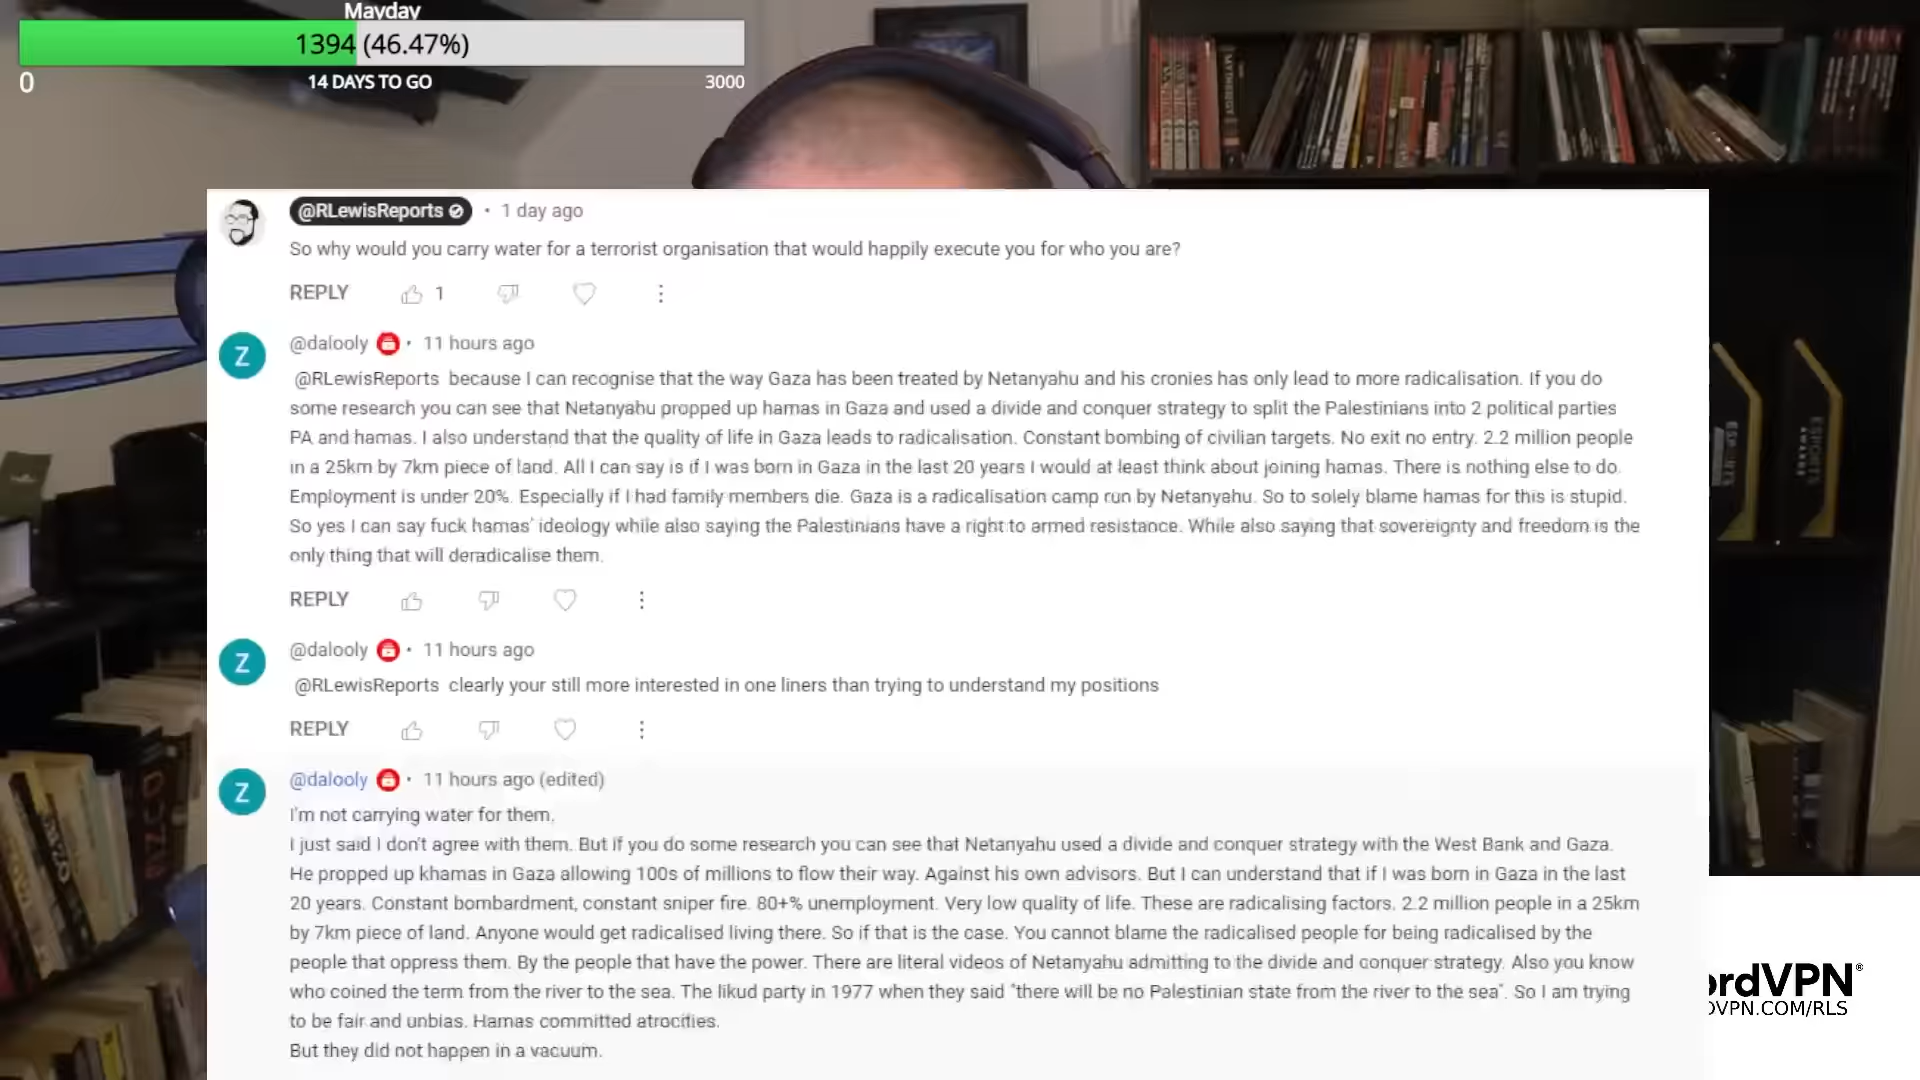 Mayday
1394 (46.47%)
0
14 DAYS TO GO
3000
@RLewisReports • 1 day ago
So why would you carry water for a terrorist organisation that would happily execute you for who you are?
REPLY 1
Z
@dalooly • 11 hours ago
@RLewisReports because I can recognise that the way Gaza has been treated by Netanyahu and his cronies has only lead to more radicalisation. If you do
some research you can see that Netanyahu propped up hamas in Gaza and used a divide and conquer strategy to split the Palestinians into 2 political parties
PA and hamas. I also understand that the quality of life in Gaza leads to radicalisation. Constant bombing of civilian targets. No exit no entry. 2.2 million people
in a 25km by 7km piece of land. All I can say is if I was born in Gaza in the last 20 years I would at least think about joining hamas. There is nothing else to do.
Employment is under 20%. Especially if I had family members die. Gaza is a radicalisation camp run by Netanyahu. So to solely blame hamas for this is stupid.
So yes I can say fuck hamas' ideology while also saying the Palestinians have a right to armed resistance. While also saying that sovereignty and freedom is the
only thing that will deradicalise them.
REPLY
Z
@dalooly • 11 hours ago
@RLewisReports clearly your still more interested in one liners than trying to understand my positions
REPLY
Z
@dalooly • 11 hours ago (edited)
I'm not carrying water for them.
I just said I don't agree with them. But if you do some research you can see that Netanyahu used a divide and conquer strategy with the West Bank and Gaza.
He propped up khamas in Gaza allowing 100s of millions to flow their way. Against his own advisors. But I can understand that if I was born in Gaza in the last
20 years. Constant bombardment, constant sniper fire. 80+% unemployment. Very low quality of life. These are radicalising factors. 2.2 million people in a 25km
by 7km piece of land. Anyone would get radicalised living there. So if that is the case. You cannot blame the radicalised people for being radicalised by the
people that oppress them. By the people that have the power. There are literal videos of Netanyahu admitting to the divide and conquer strategy. Also you know
who coined the term from the river to the sea. The likud party in 1977 when they said "there will be no Palestinian state from the river to the sea". So I am trying
to be fair and unbias. Hamas committed atrocities.
But they did not happen in a vacuum.
ordVPN®
DVPN.COM/RLS